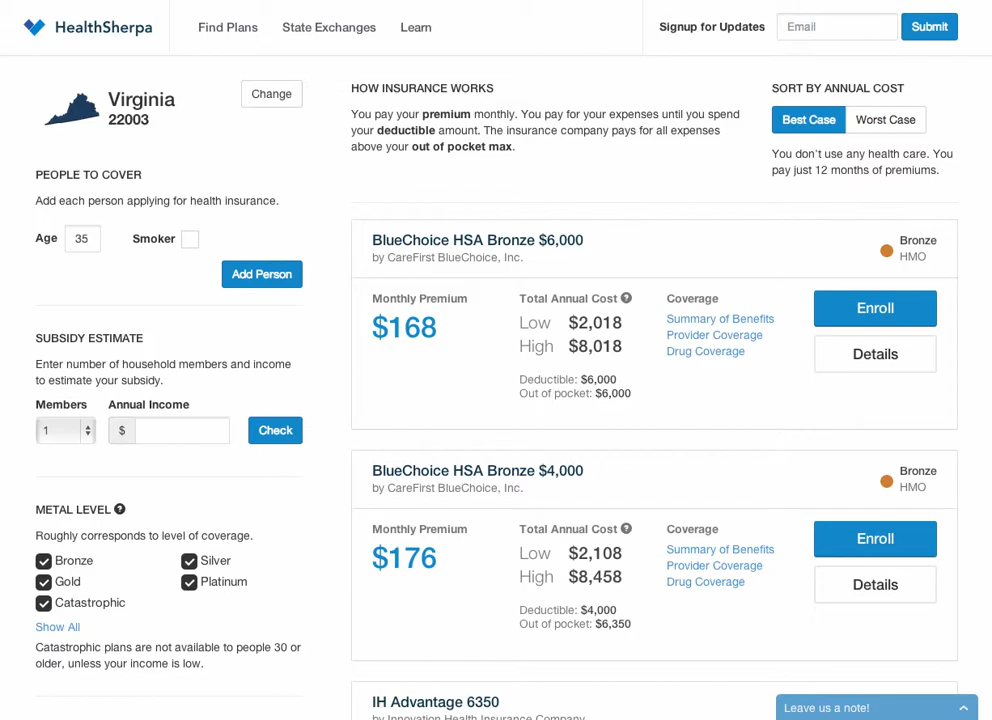 HealthSherpa
Find Plans
State Exchanges
Learn
Signup for Updates
Email
Submit
Virginia
22003
Change
PEOPLE TO COVER
Add each person applying for health insurance.
Age 35 Smoker
Add Person
SUBSIDY ESTIMATE
Enter number of household members and income
to estimate your subsidy.
Members Annual Income
1 $ Check
METAL LEVEL ?
Roughly corresponds to level of coverage.
Bronze Silver
Gold Platinum
Catastrophic
Show All
Catastrophic plans are not available to people 30 or
older, unless your income is low.
HOW INSURANCE WORKS
You pay your premium monthly. You pay for your expenses until you spend
your deductible amount. The insurance company pays for all expenses
above your out of pocket max.
SORT BY ANNUAL COST
Best Case Worst Case
You don't use any health care. You
pay just 12 months of premiums.
BlueChoice HSA Bronze $6,000
by CareFirst BlueChoice, Inc.
Bronze
HMO
Monthly Premium
$168
Total Annual Cost ?
Low $2,018
High $8,018
Deductible: $6,000
Out of pocket: $6,000
Coverage
Summary of Benefits
Provider Coverage
Drug Coverage
Enroll
Details
BlueChoice HSA Bronze $4,000
by CareFirst BlueChoice, Inc.
Bronze
HMO
Monthly Premium
$176
Total Annual Cost ?
Low $2,108
High $8,458
Deductible: $4,000
Out of pocket: $6,350
Coverage
Summary of Benefits
Provider Coverage
Drug Coverage
Enroll
Details
IH Advantage 6350
by Innovation Health Insurance Company
Leave us a note!